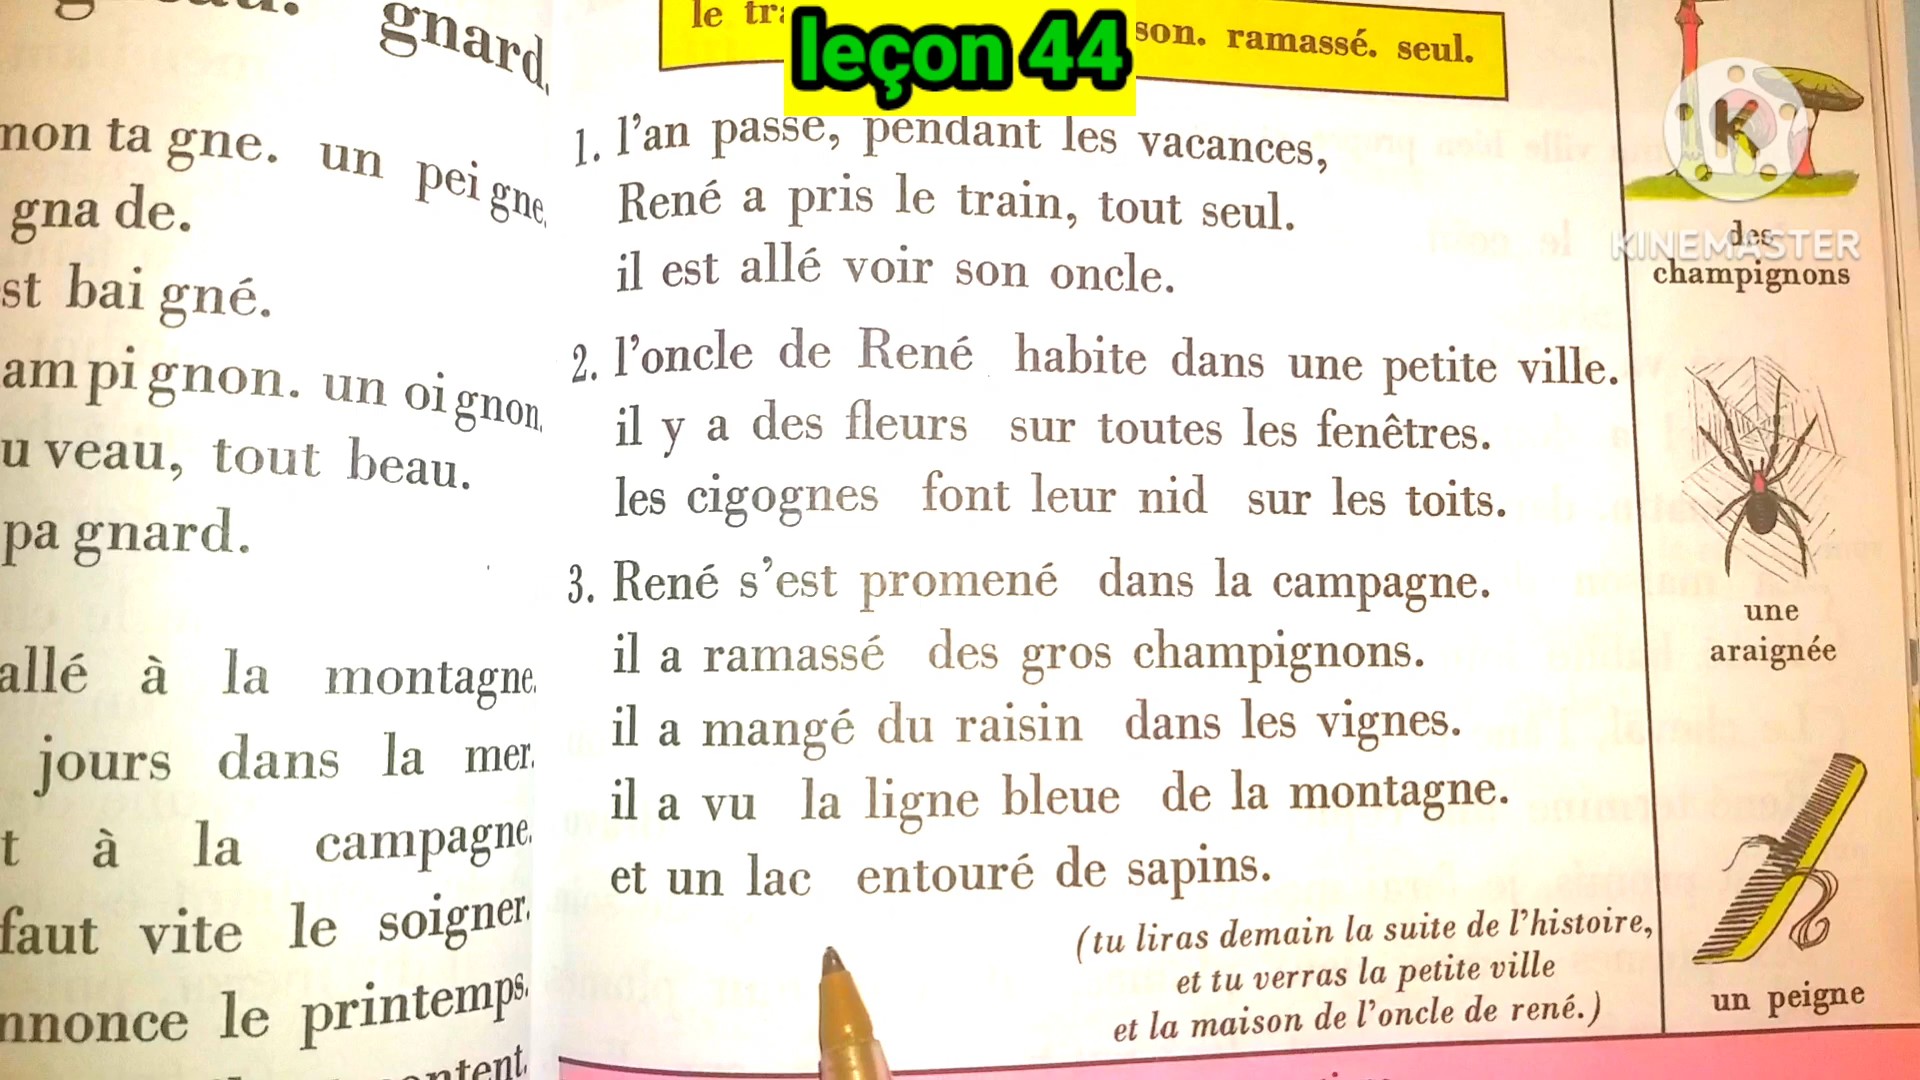 gnard.
mon ta gne. un pei gne.
gna de.
st bai gné.
am pi gnon. un oi gnon.
u veau, tout beau.
pa gnard.
allé à la montagne.
jours dans la mer.
t à la campagne.
faut vite le soigner.
nnonce le printemps.
le tra
leçon 44
son. ramassé. seul.
1. l'an passé, pendant les vacances,
René a pris le train, tout seul.
il est allé voir son oncle.
2. l'oncle de René habite dans une petite ville.
il y a des fleurs sur toutes les fenêtres.
les cigognes font leur nid sur les toits.
3. René s'est promené dans la campagne.
il a ramassé des gros champignons.
il a mangé du raisin dans les vignes.
il a vu la ligne bleue de la montagne.
et un lac entouré de sapins.
(tu liras demain la suite de l'histoire,
et tu verras la petite ville
et la maison de l'oncle de rené.)
K
KINEMASTER
des
champignons
une
araignée
un peigne